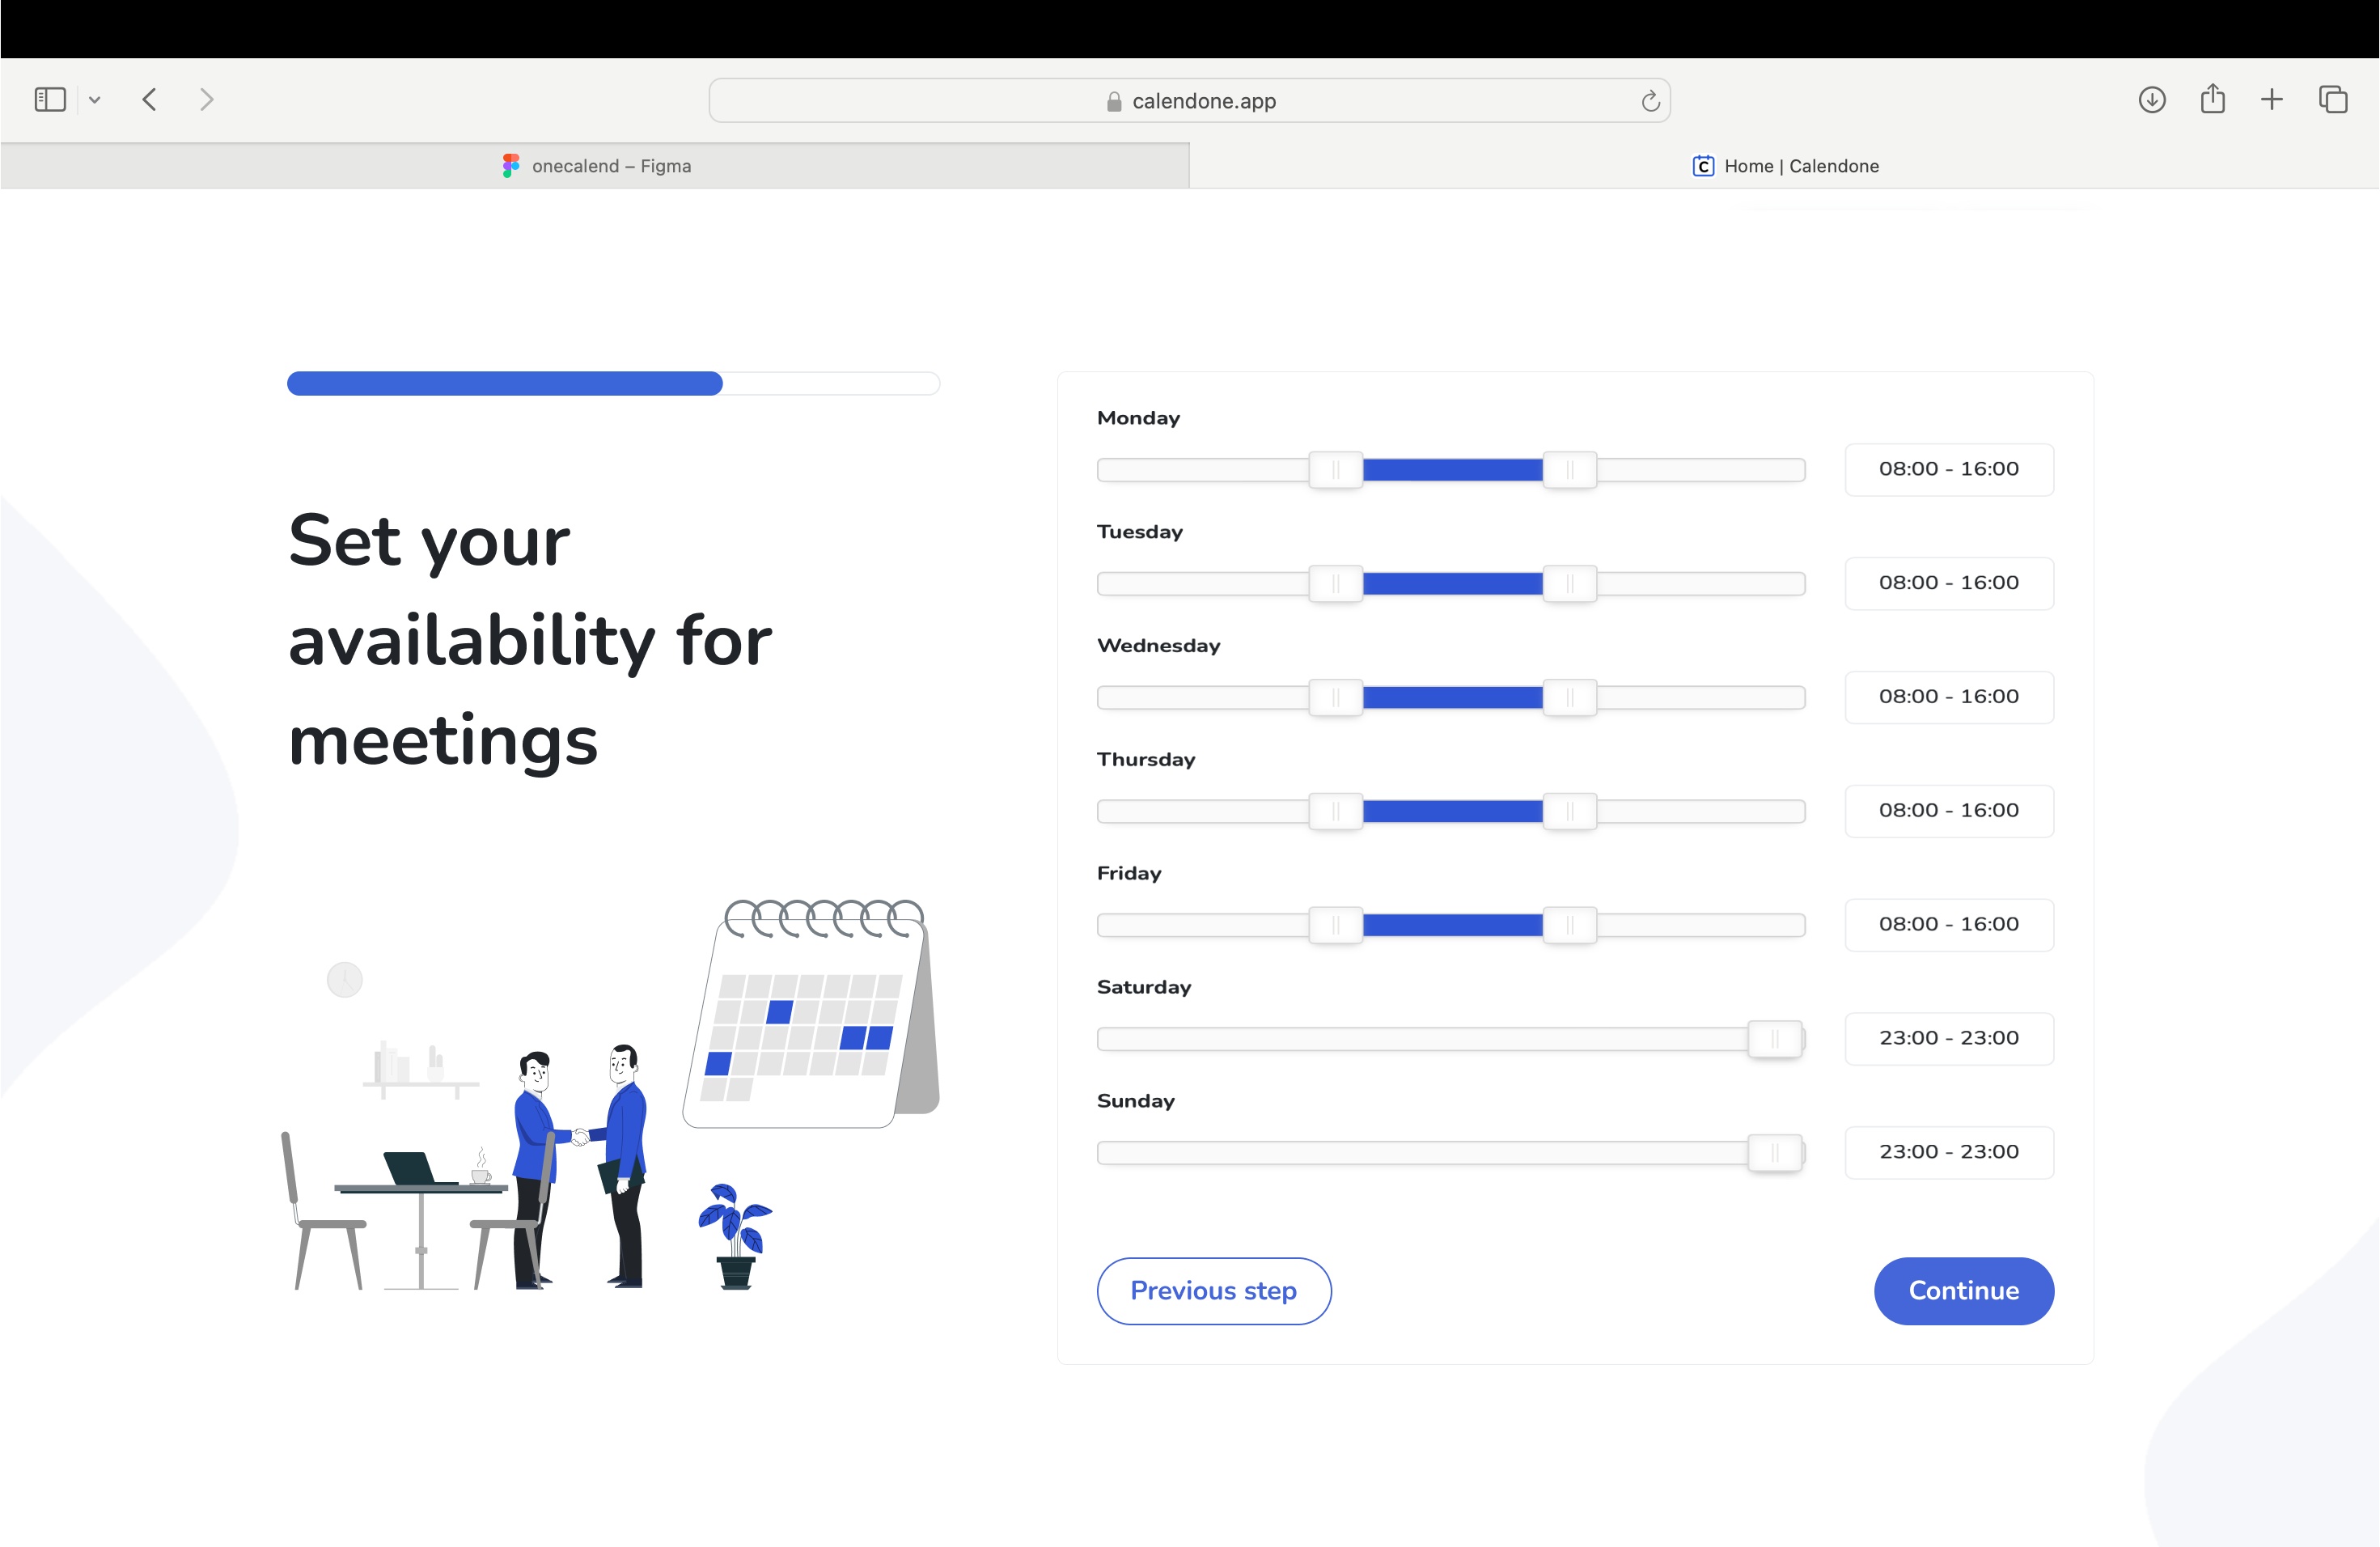 calendone.app
onecalend – Figma
C Home | Calendone
Set your
availability for
meetings
Monday
08:00 - 16:00
Tuesday
08:00 - 16:00
Wednesday
08:00 - 16:00
Thursday
08:00 - 16:00
Friday
08:00 - 16:00
Saturday
23:00 - 23:00
Sunday
23:00 - 23:00
Previous step
Continue